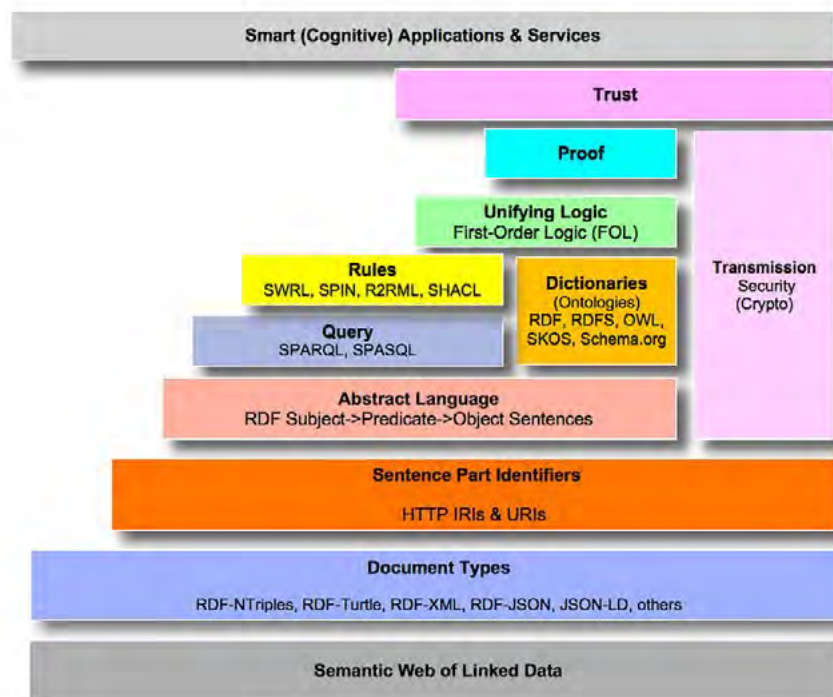 Smart (Cognitive) Applications & Services
Trust
Proof
Unifying Logic
First-Order Logic (FOL)
Rules
SWRL, SPIN, R2RML, SHACL
Dictionaries
(Ontologies)
RDF, RDFS, OWL,
SKOS, Schema.org
Transmission
Security
(Crypto)
Query
SPARQL, SPASQL
Abstract Language
RDF Subject->Predicate->Object Sentences
Sentence Part Identifiers
HTTP IRIs & URIs
Document Types
RDF-NTriples, RDF-Turtle, RDF-XML, RDF-JSON, JSON-LD, others
Semantic Web of Linked Data